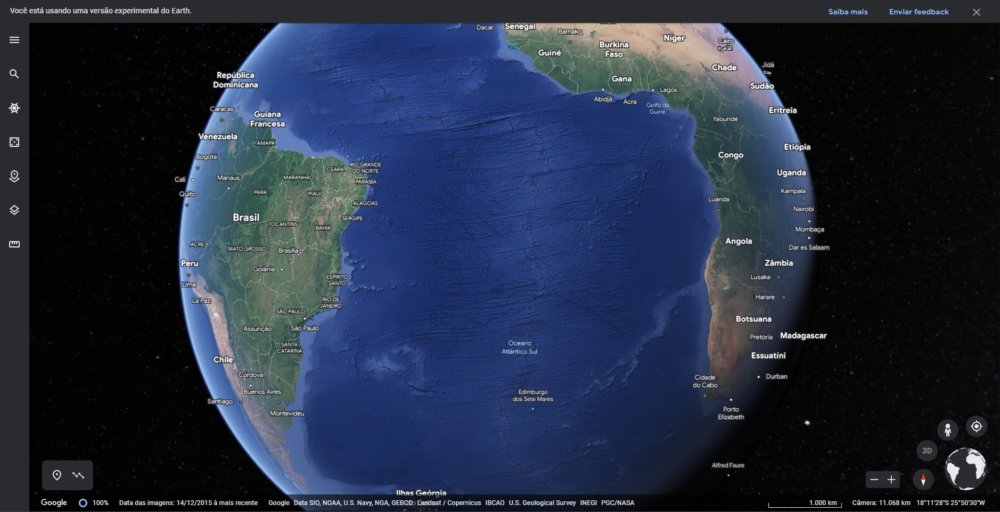 Você está usando uma versão experimental do Earth.
Saiba mais
Enviar feedback
Dacar
Senegal
Bamako
Níger
Cairo
القاهرة
Burkina
Faso
Guiné
Chade
Jidá
جدة
República
Dominicana
Gana
Sudão
Lagos
Abidjã
Acra
Golfo da
Guiné
Caracas
Guiana
Francesa
Eritreia
Yaoundé
Venezuela
AMAPÁ
Etiópia
Bogotá
Congo
RIO GRANDE
DO NORTE
CEARÁ
Uganda
Cali
Manaus
MARANHÃO
PARAÍBA
Quito
PARÁ
PIAUÍ
Kampala
Luanda
ALAGOAS
Nairóbi
Brasil
SERGIPE
TOCANTINS
BAHIA
Mombaça
Angola
ACRE
MATO GROSSO
Brasília
Dar es Salaam
Peru
Zâmbia
Goiânia
ESPÍRITO
SANTO
Lusaka
Lima
La Paz
RIO DE
JANEIRO
Harare
SÃO PAULO
Botsuana
Assunção
São Paulo
Pretória
Madagascar
SANTA
CATARINA
Oceano
Atlântico Sul
Essuatíni
Chile
Córdova
Durban
Cidade
do Cabo
Buenos Aires
Edimburgo
dos Sete Mares
Santiago
Montevidéu
Porto
Elizabeth
3D
Alfred Faure
Ilhas Geórgia
Google
100%
Data das imagens: 14/12/2015 à mais recente
Google Data SIO, NOAA, U.S. Navy, NGA, GEBCO Landsat / Copernicus IBCAO U.S. Geological Survey INEGI PGC/NASA
1.000 km
Câmera: 11.068 km 18°11'28"S 25°50'30"W